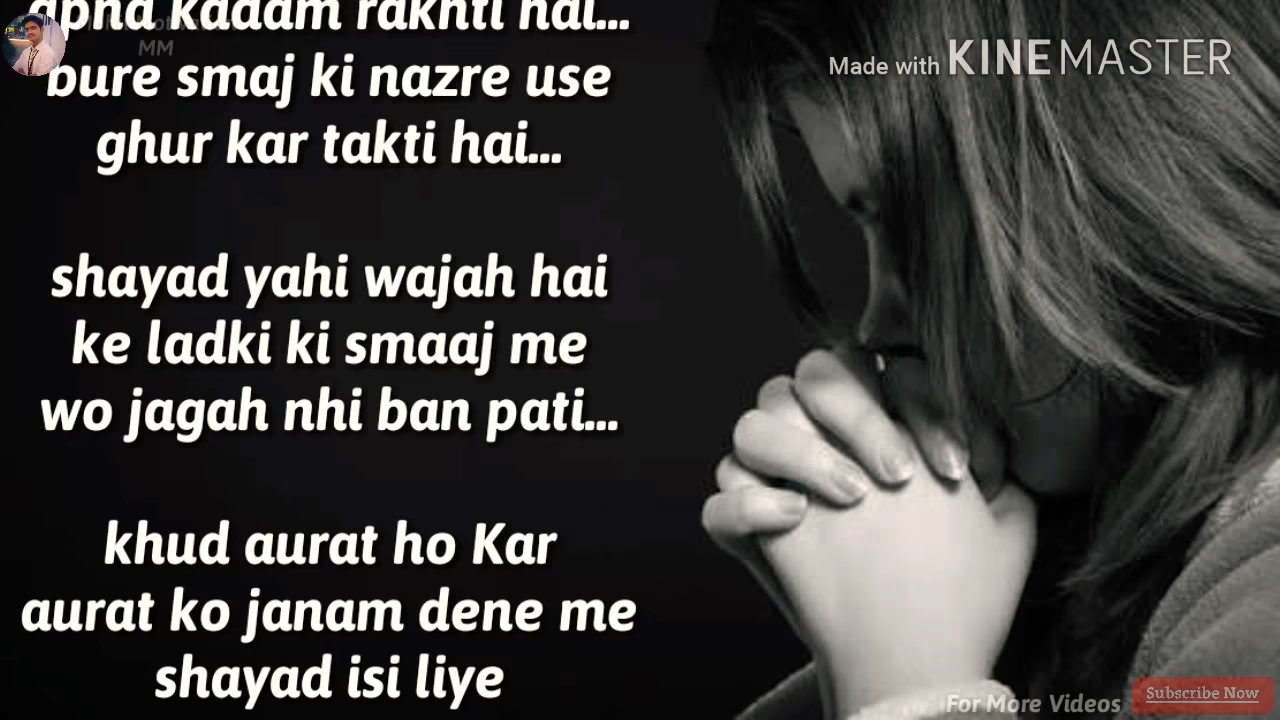 apna kadam rakhti hai...
MM
bure smaj ki nazre use
ghur kar takti hai...
shayad yahi wajah hai
ke ladki ki smaaj me
wo jagah nhi ban pati...
khud aurat ho Kar
aurat ko janam dene me
shayad isi liye
Made with KINEMASTER
For More Videos
Subscribe Now